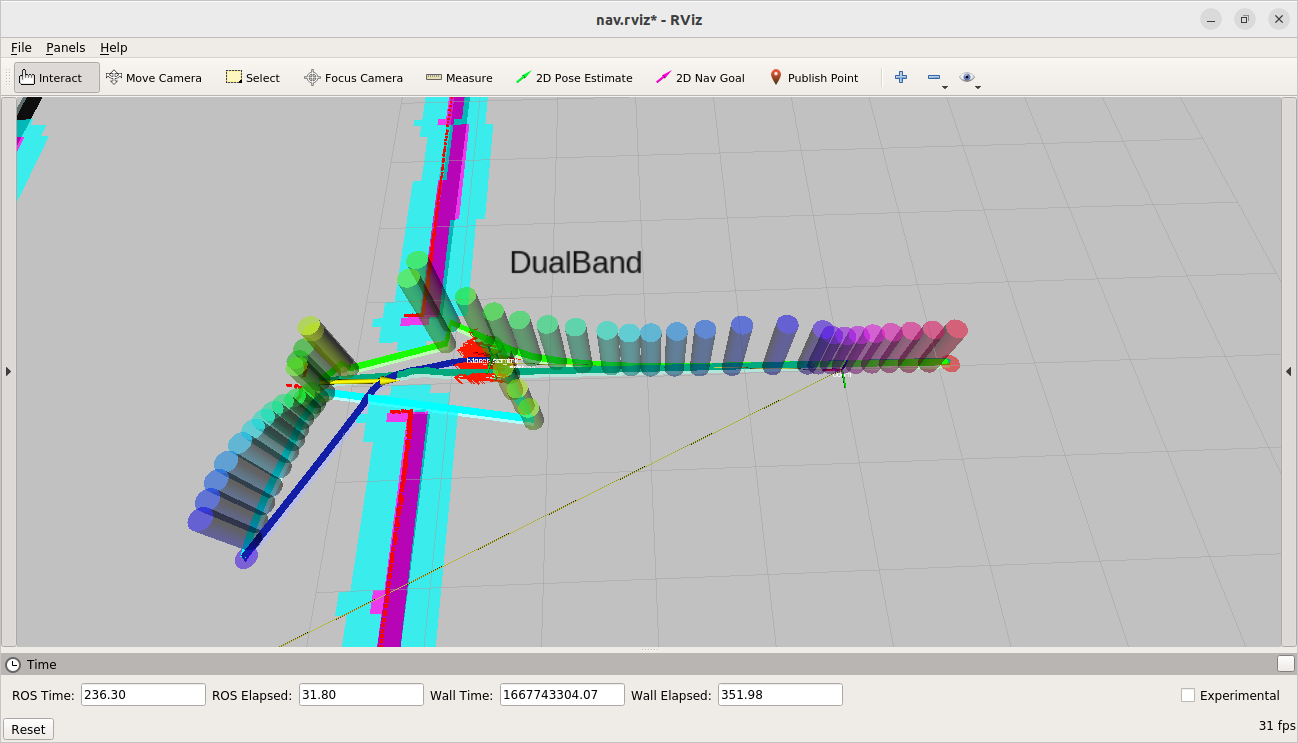 nav.rviz* - RViz
File Panels Help
Interact Move Camera Select Focus Camera Measure 2D Pose Estimate 2D Nav Goal Publish Point
DualBand
Time
ROS Time: 236.30 ROS Elapsed: 31.80 Wall Time: 1667743304.07 Wall Elapsed: 351.98 Experimental
Reset 31 fps